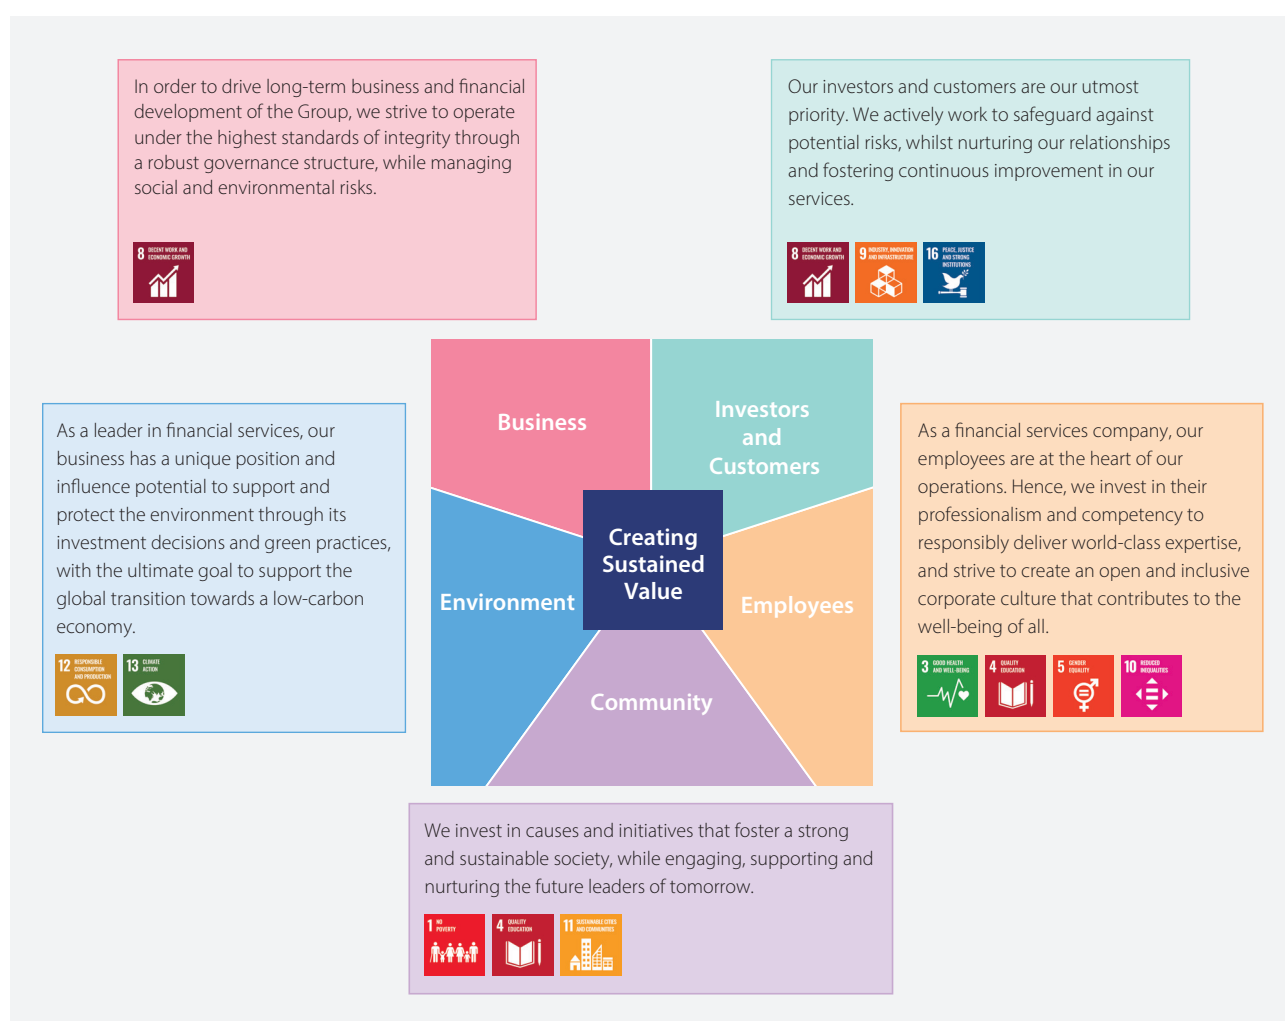 In order to drive long-term business and financial
development of the Group, we strive to operate
under the highest standards of integrity through
a robust governance structure, while managing
social and environmental risks.
8 DECENT WORK AND
ECONOMIC GROWTH
Our investors and customers are our utmost
priority. We actively work to safeguard against
potential risks, whilst nurturing our relationships
and fostering continuous improvement in our
services.
8 DECENT WORK AND
ECONOMIC GROWTH
9 INDUSTRY, INNOVATION
AND INFRASTRUCTURE
16 PEACE, JUSTICE
AND STRONG
INSTITUTIONS
Business
Investors
and
Customers
Creating
Sustained
Value
Environment
Employees
Community
As a leader in financial services, our
business has a unique position and
influence potential to support and
protect the environment through its
investment decisions and green practices,
with the ultimate goal to support the
global transition towards a low-carbon
economy.
12 RESPONSIBLE
CONSUMPTION
AND PRODUCTION
13 CLIMATE
ACTION
As a financial services company, our
employees are at the heart of our
operations. Hence, we invest in their
professionalism and competency to
responsibly deliver world-class expertise,
and strive to create an open and inclusive
corporate culture that contributes to the
well-being of all.
3 GOOD HEALTH
AND WELL-BEING
4 QUALITY
EDUCATION
5 GENDER
EQUALITY
10 REDUCED
INEQUALITIES
We invest in causes and initiatives that foster a strong
and sustainable society, while engaging, supporting and
nurturing the future leaders of tomorrow.
1 NO
POVERTY
4 QUALITY
EDUCATION
11 SUSTAINABLE CITIES
AND COMMUNITIES